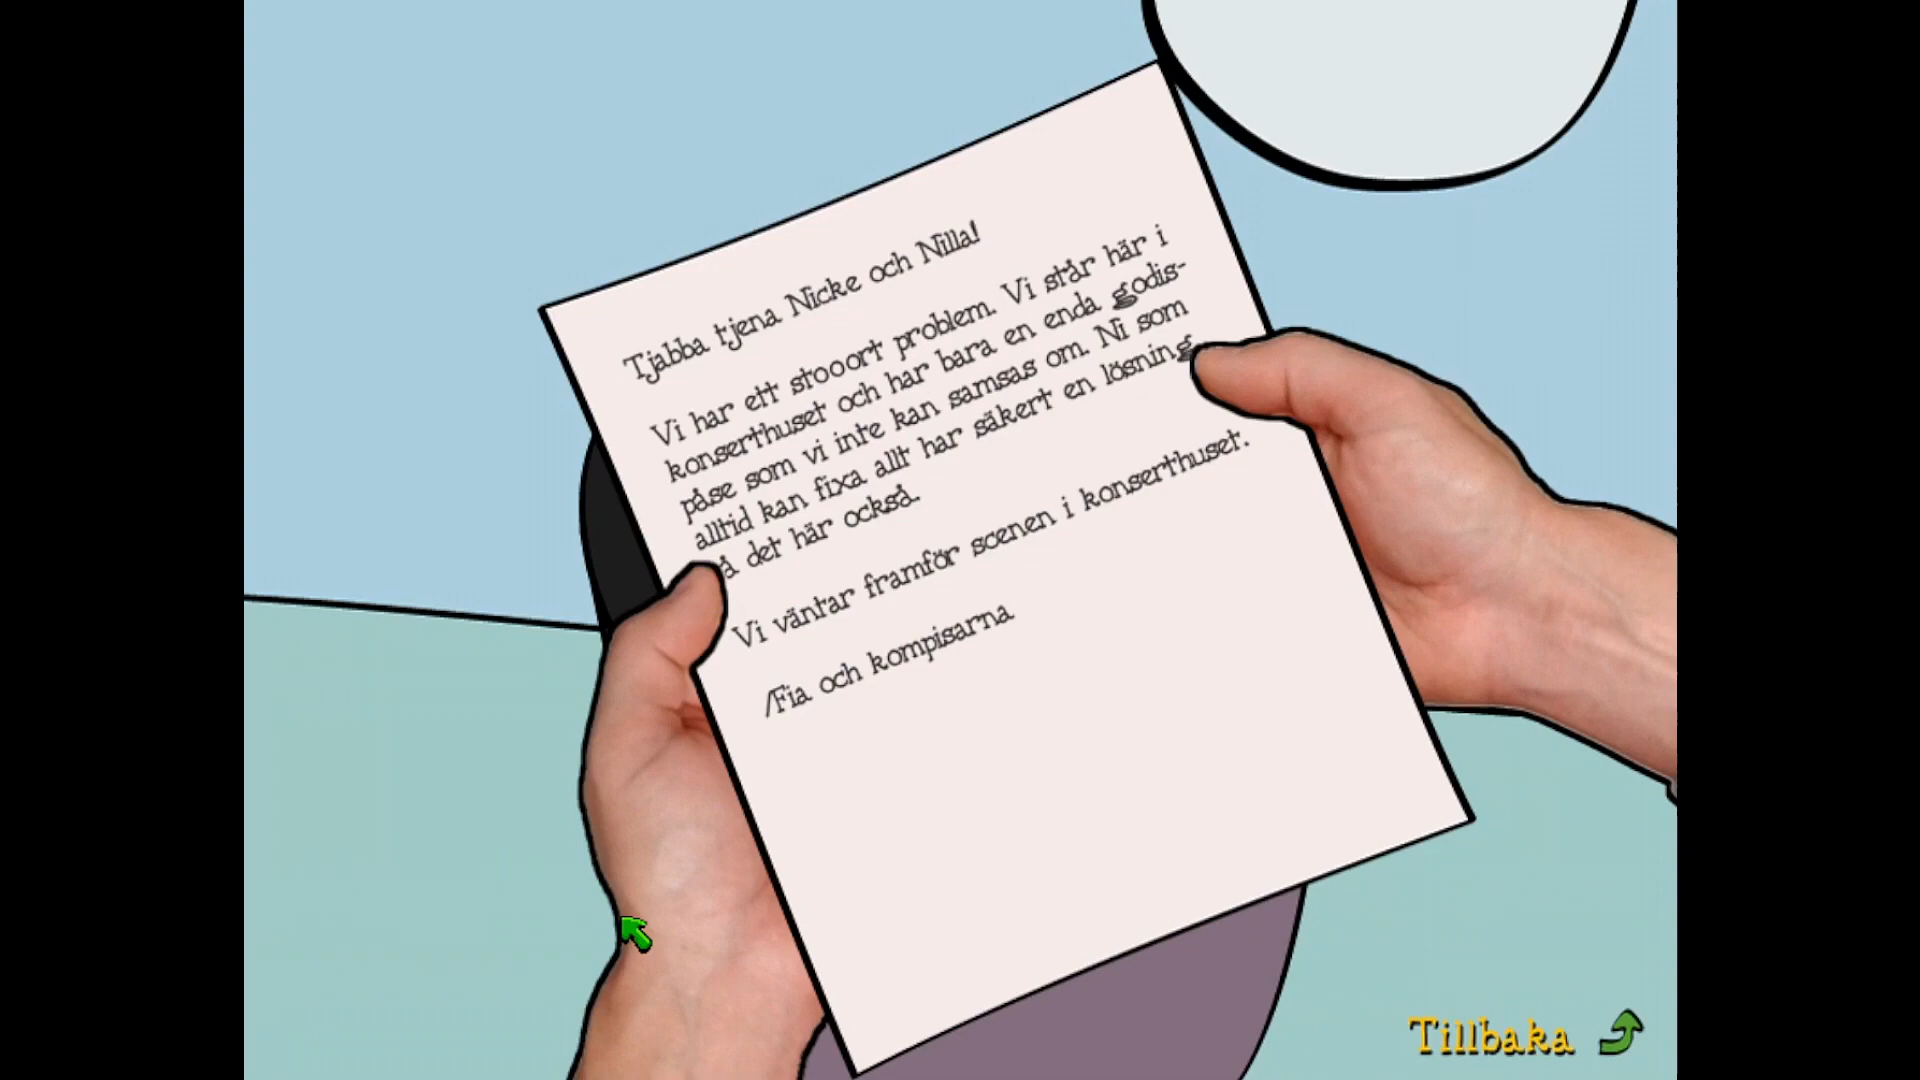 Tjabba tjena Nicke och Nilla!
Vi har ett stooort problem. Vi står här i
konserthuset och har bara en enda godis-
påse som vi inte kan samsas om. Ni som
alltid kan fixa allt har säkert en lösning
å det här också.
Vi väntar framför scenen i konserthuset.
/Fia och kompisarna
Tillbaka